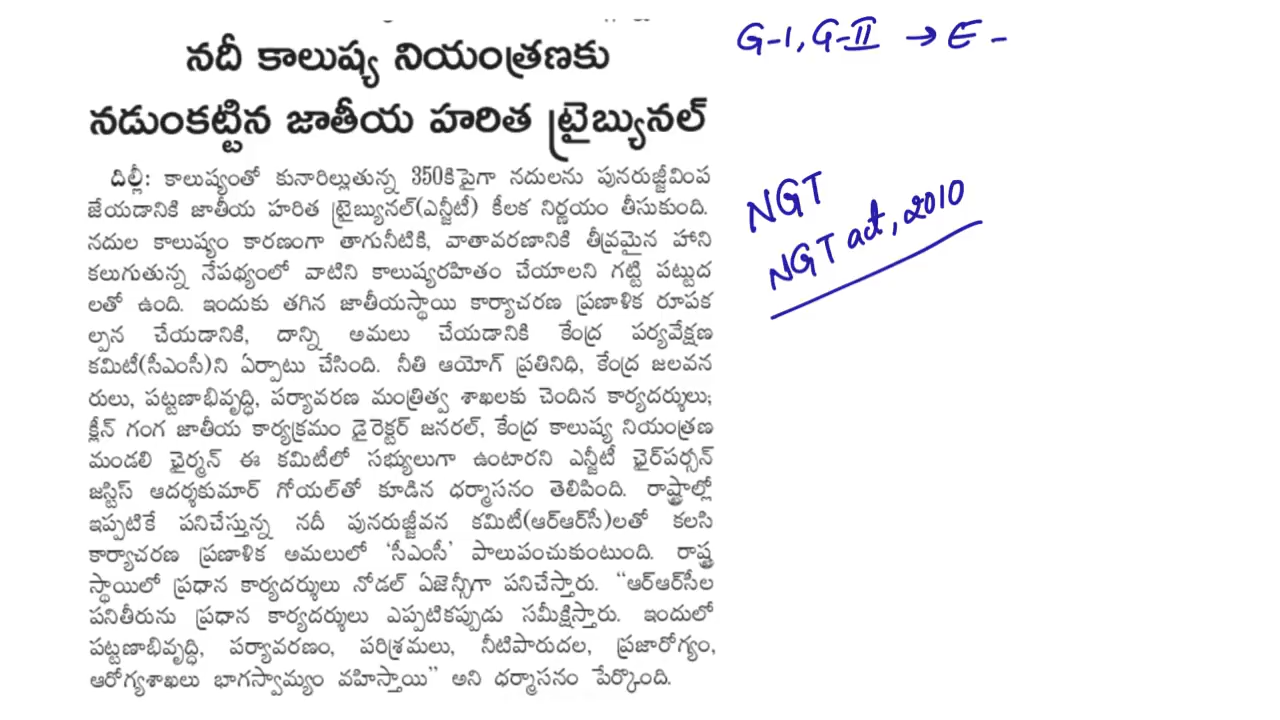 నదీ కాలుష్య నియంత్రణకు
నడుంకట్టిన జాతీయ హరిత ట్రైబ్యునల్
దిల్లీ: కాలుష్యంతో కునారిల్లుతున్న 350కిపైగా నదులను పునరుజ్జీవింప
జేయడానికి జాతీయ హరిత ట్రైబ్యునల్(ఎన్జీటీ) కీలక నిర్ణయం తీసుకుంది.
నదుల కాలుష్యం కారణంగా తాగునీటికి, వాతావరణానికి తీవ్రమైన హాని
కలుగుతున్న నేపథ్యంలో వాటిని కాలుష్యరహితం చేయాలని గట్టి పట్టుద
లతో ఉంది. ఇందుకు తగిన జాతీయస్థాయి కార్యాచరణ ప్రణాళిక రూపక
ల్పన చేయడానికి, దాన్ని అమలు చేయడానికి కేంద్ర పర్యవేక్షణ
కమిటీ(సీఎంసీ)ని ఏర్పాటు చేసింది. నీతి ఆయోగ్ ప్రతినిధి, కేంద్ర జలవన
రులు, పట్టణాభివృద్ధి, పర్యావరణ మంత్రిత్వ శాఖలకు చెందిన కార్యదర్శులు;
క్లీన్ గంగ జాతీయ కార్యక్రమం డైరెక్టర్ జనరల్, కేంద్ర కాలుష్య నియంత్రణ
మండలి ఛైర్మన్ ఈ కమిటీలో సభ్యులుగా ఉంటారని ఎన్జీటీ ఛైర్‌పర్సన్
జస్టిస్ ఆదర్శకుమార్ గోయల్‌తో కూడిన ధర్మాసనం తెలిపింది. రాష్ట్రాల్లో
ఇప్పటికే పనిచేస్తున్న నదీ పునరుజ్జీవన కమిటీ(ఆర్ఆర్‌సీ)లతో కలసి
కార్యాచరణ ప్రణాళిక అమలులో ‘సీఎంసీ’ పాలుపంచుకుంటుంది. రాష్ట్ర
స్థాయిలో ప్రధాన కార్యదర్శులు నోడల్ ఏజెన్సీగా పనిచేస్తారు. “ఆర్ఆర్‌సీల
పనితీరును ప్రధాన కార్యదర్శులు ఎప్పటికప్పుడు సమీక్షిస్తారు. ఇందులో
పట్టణాభివృద్ధి, పర్యావరణం, పరిశ్రమలు, నీటిపారుదల, ప్రజారోగ్యం,
ఆరోగ్యశాఖలు భాగస్వామ్యం వహిస్తాయి” అని ధర్మాసనం పేర్కొంది.
G-I, G-II → E -
NGT
NGT act, 2010